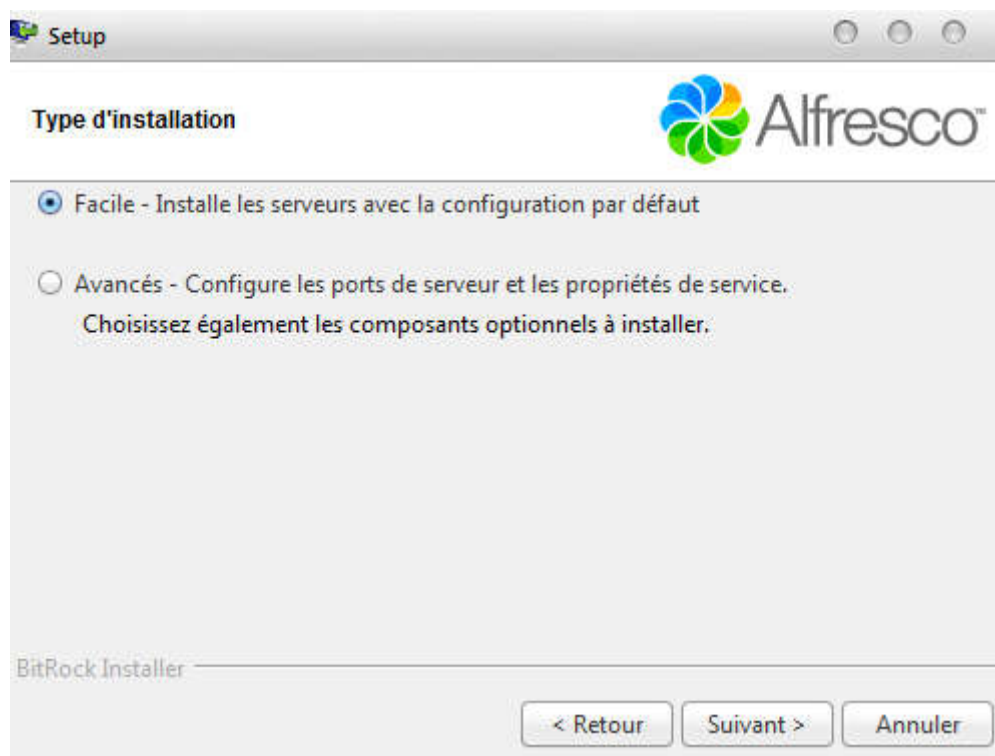 Setup
Type d'installation
Alfresco™
Facile - Installe les serveurs avec la configuration par défaut
Avancés - Configure les ports de serveur et les propriétés de service.
Choisissez également les composants optionnels à installer.
BitRock Installer
< Retour
Suivant >
Annuler